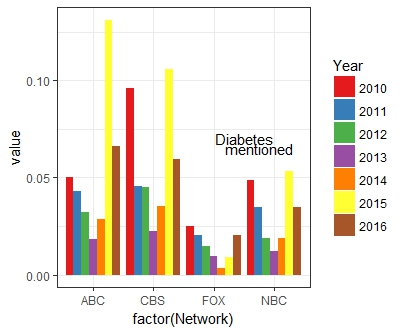 value
0.10
0.05
0.00
Diabetes
mentioned
ABC
CBS
FOX
NBC
factor(Network)
Year
2010
2011
2012
2013
2014
2015
2016